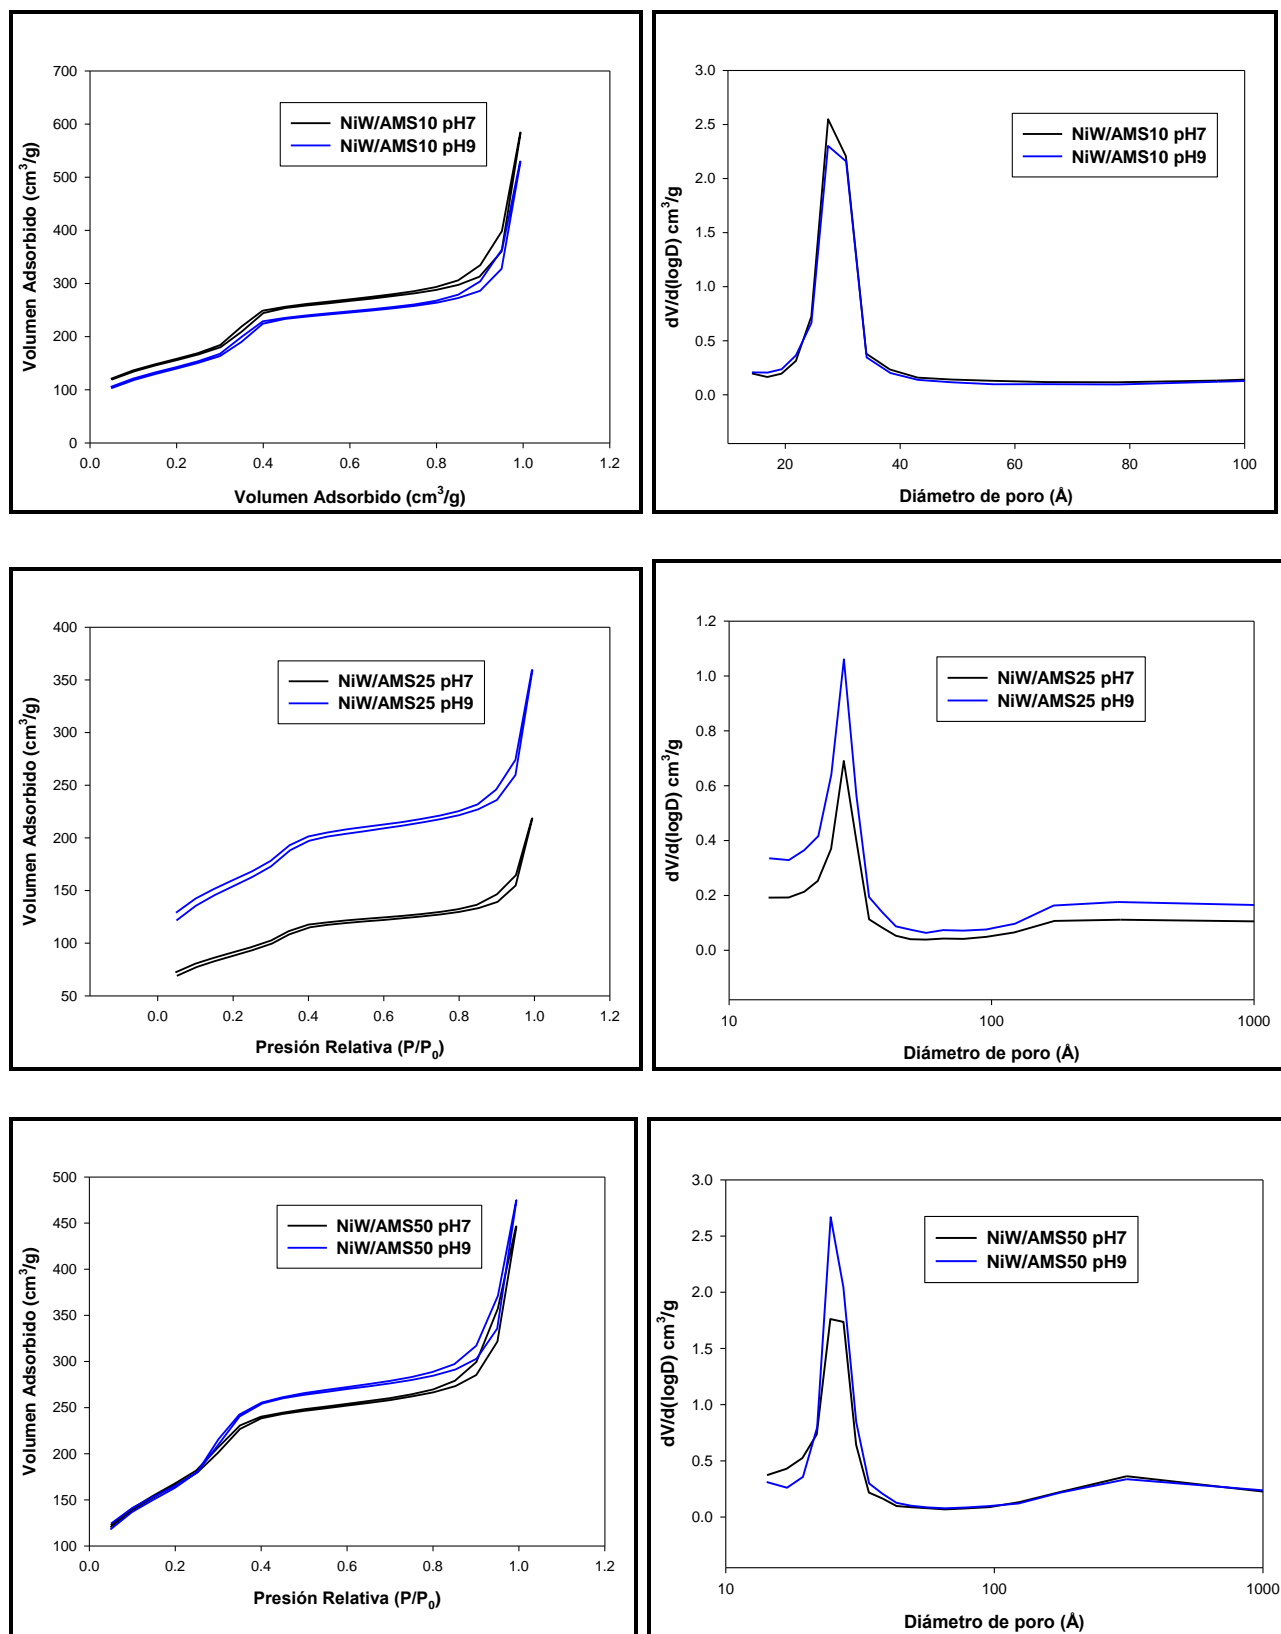 700
600
500
400
300
200
100
0
0.0 0.2 0.4 0.6 0.8 1.0 1.2
Volumen Adsorbido (cm³/g)
Volumen Adsorbido (cm³/g)
NiW/AMS10 pH7
NiW/AMS10 pH9
3.0
2.5
2.0
1.5
1.0
0.5
0.0
20 40 60 80 100
dV/d(logD) cm³/g
Diámetro de poro (Å)
NiW/AMS10 pH7
NiW/AMS10 pH9
400
350
300
250
200
150
100
50
0.0 0.2 0.4 0.6 0.8 1.0 1.2
Volumen Adsorbido (cm³/g)
Presión Relativa (P/P₀)
NiW/AMS25 pH7
NiW/AMS25 pH9
1.2
1.0
0.8
0.6
0.4
0.2
0.0
10 100 1000
dV/d(logD) cm³/g
Diámetro de poro (Å)
NiW/AMS25 pH7
NiW/AMS25 pH9
500
450
400
350
300
250
200
150
100
0.0 0.2 0.4 0.6 0.8 1.0 1.2
Volumen Adsorbido (cm³/g)
Presión Relativa (P/P₀)
NiW/AMS50 pH7
NiW/AMS50 pH9
3.0
2.5
2.0
1.5
1.0
0.5
0.0
10 100 1000
dV/d(logD) cm³/g
Diámetro de poro (Å)
NiW/AMS50 pH7
NiW/AMS50 pH9